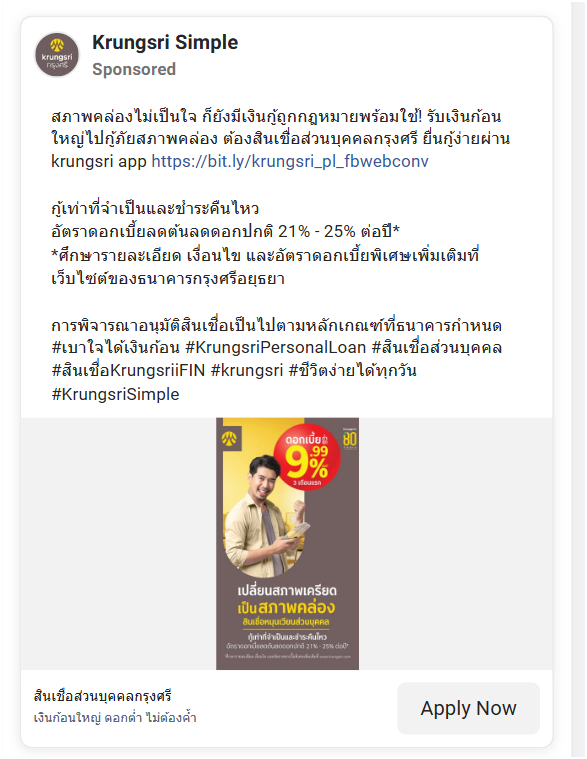 krungsri
กรุงศรี
Krungsri Simple
Sponsored
สภาพคล่องไม่เป็นใจ ก็ยังมีเงินกู้ถูกกฎหมายพร้อมใช้! รับเงินก้อน
ใหญ่ไปกู้ภัยสภาพคล่อง ต้องสินเชื่อส่วนบุคคลกรุงศรี ยื่นกู้ง่ายผ่าน
krungsri app https://bit.ly/krungsri_pl_fbwebconv
กู้เท่าที่จำเป็นและชำระคืนไหว
อัตราดอกเบี้ยลดต้นลดดอกปกติ 21% - 25% ต่อปี*
*ศึกษารายละเอียด เงื่อนไข และอัตราดอกเบี้ยพิเศษเพิ่มเติมที่
เว็บไซต์ของธนาคารกรุงศรีอยุธยา
การพิจารณาอนุมัติสินเชื่อเป็นไปตามหลักเกณฑ์ที่ธนาคารกำหนด
#เบาใจได้เงินก้อน #KrungsriPersonalLoan #สินเชื่อส่วนบุคคล
#สินเชื่อKrungsriiFIN #krungsri #ชีวิตง่ายได้ทุกวัน
#KrungsriSimple
80
ดอกเบี้ย
9.99%
3 เดือนแรก
เปลี่ยนสภาพเครียด
เป็นสภาพคล่อง
สินเชื่อหมุนเวียนส่วนบุคคล
กู้เท่าที่จำเป็นและชำระคืนไหว
อัตราดอกเบี้ยลดต้นลดดอกปกติ 21% - 25% ต่อปี*
สินเชื่อส่วนบุคคลกรุงศรี
เงินก้อนใหญ่ ดอกต่ำ ไม่ต้องค้ำ
Apply Now